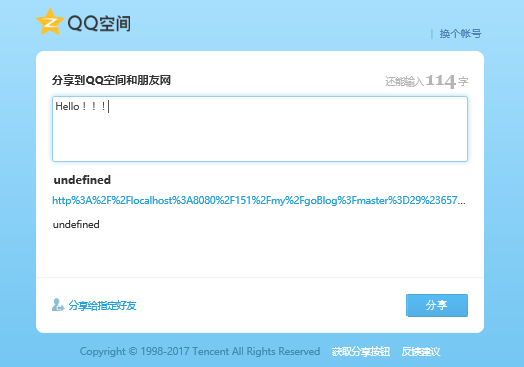 QQ空间
| 换个帐号
分享到QQ空间和朋友网 还能输入114字
Hello！！！
undefined
http%3A%2F%2Flocalhost%3A8080%2F151%2Fmy%2FgoBlog%3Fmaster%3D29%23657...
undefined
分享给指定好友 分享
Copyright © 1998-2017 Tencent All Rights Reserved 获取分享按钮 反馈建议